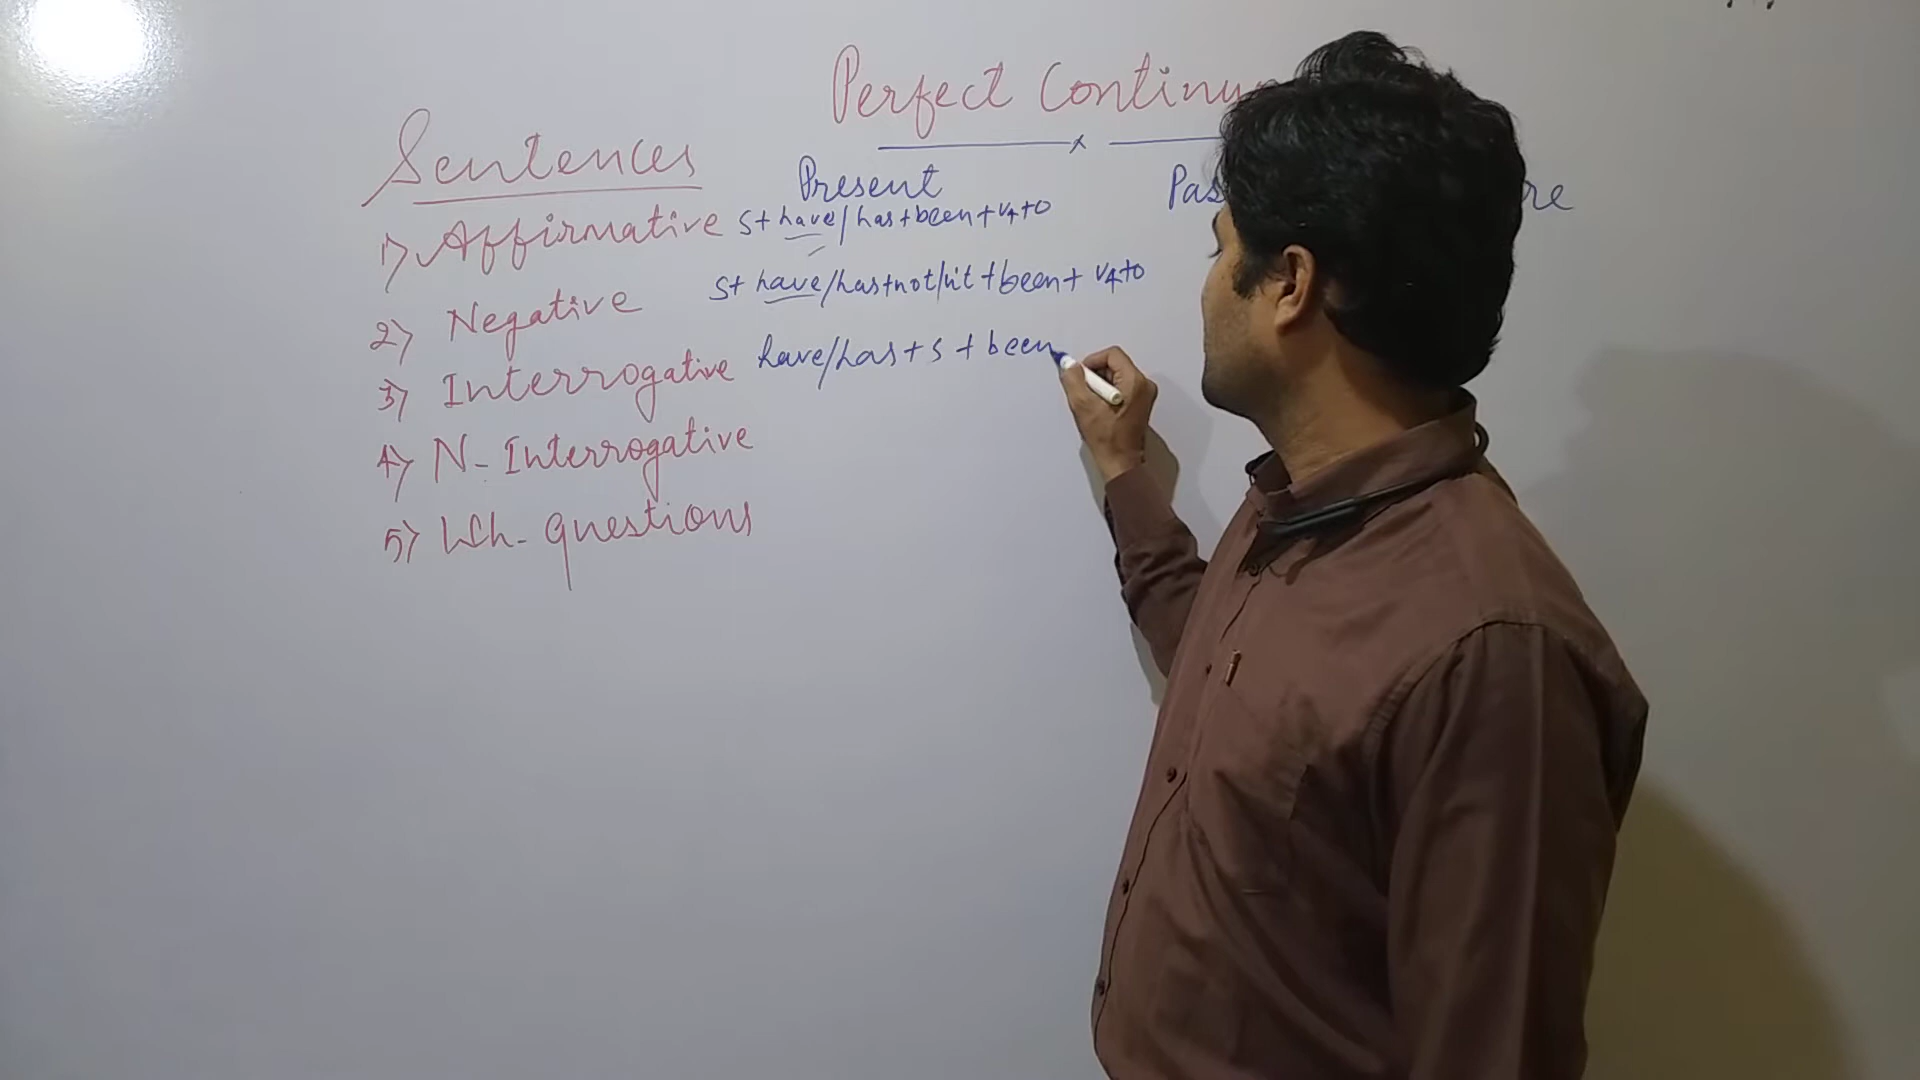 Perfect Continu
Sentences
Present Pas re
1) Affirmative S+ have/has+been+V4+O
2) Negative S+ have/has+not/n't+been+V4+O
3) Interrogative have/has+S+been
4) N-Interrogative
5) Wh-questions